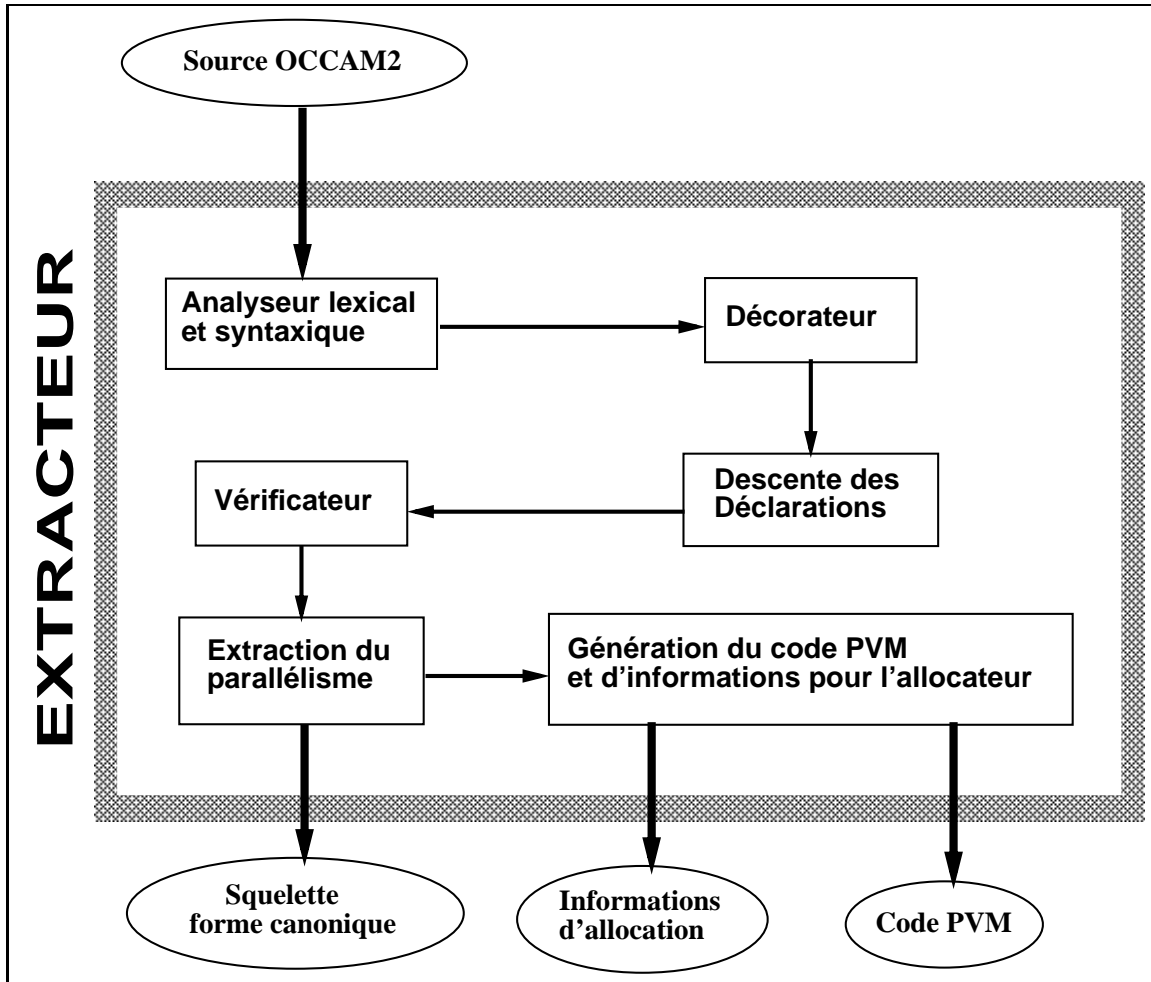 Source OCCAM2
EXTRACTEUR
Analyseur lexical
et syntaxique
Décorateur
Vérificateur
Descente des
Déclarations
Extraction du
parallélisme
Génération du code PVM
et d’informations pour l’allocateur
Squelette
forme canonique
Informations
d’allocation
Code PVM